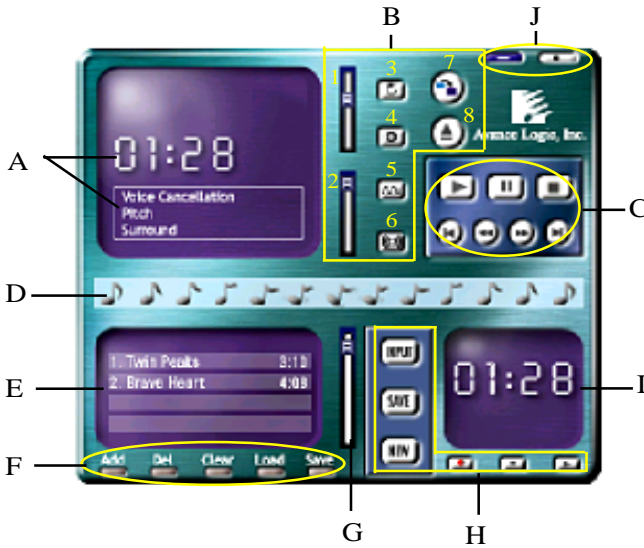 B
J
1
3
7
4
8
Avance Logic, Inc.
A
01:28
Voice Cancellation
Pitch
Surround
2
5
6
C
D
E
1. Twin Peaks 3:10
2. Brave Heart 4:08
INPUT
SAVE
NEW
01:28
I
F
Add Del Clear Load Save
G
H